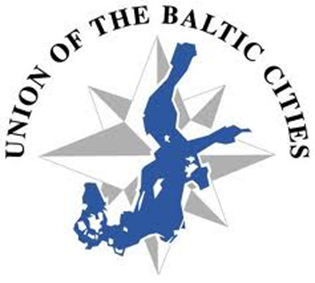 UNION OF THE BALTIC CITIES